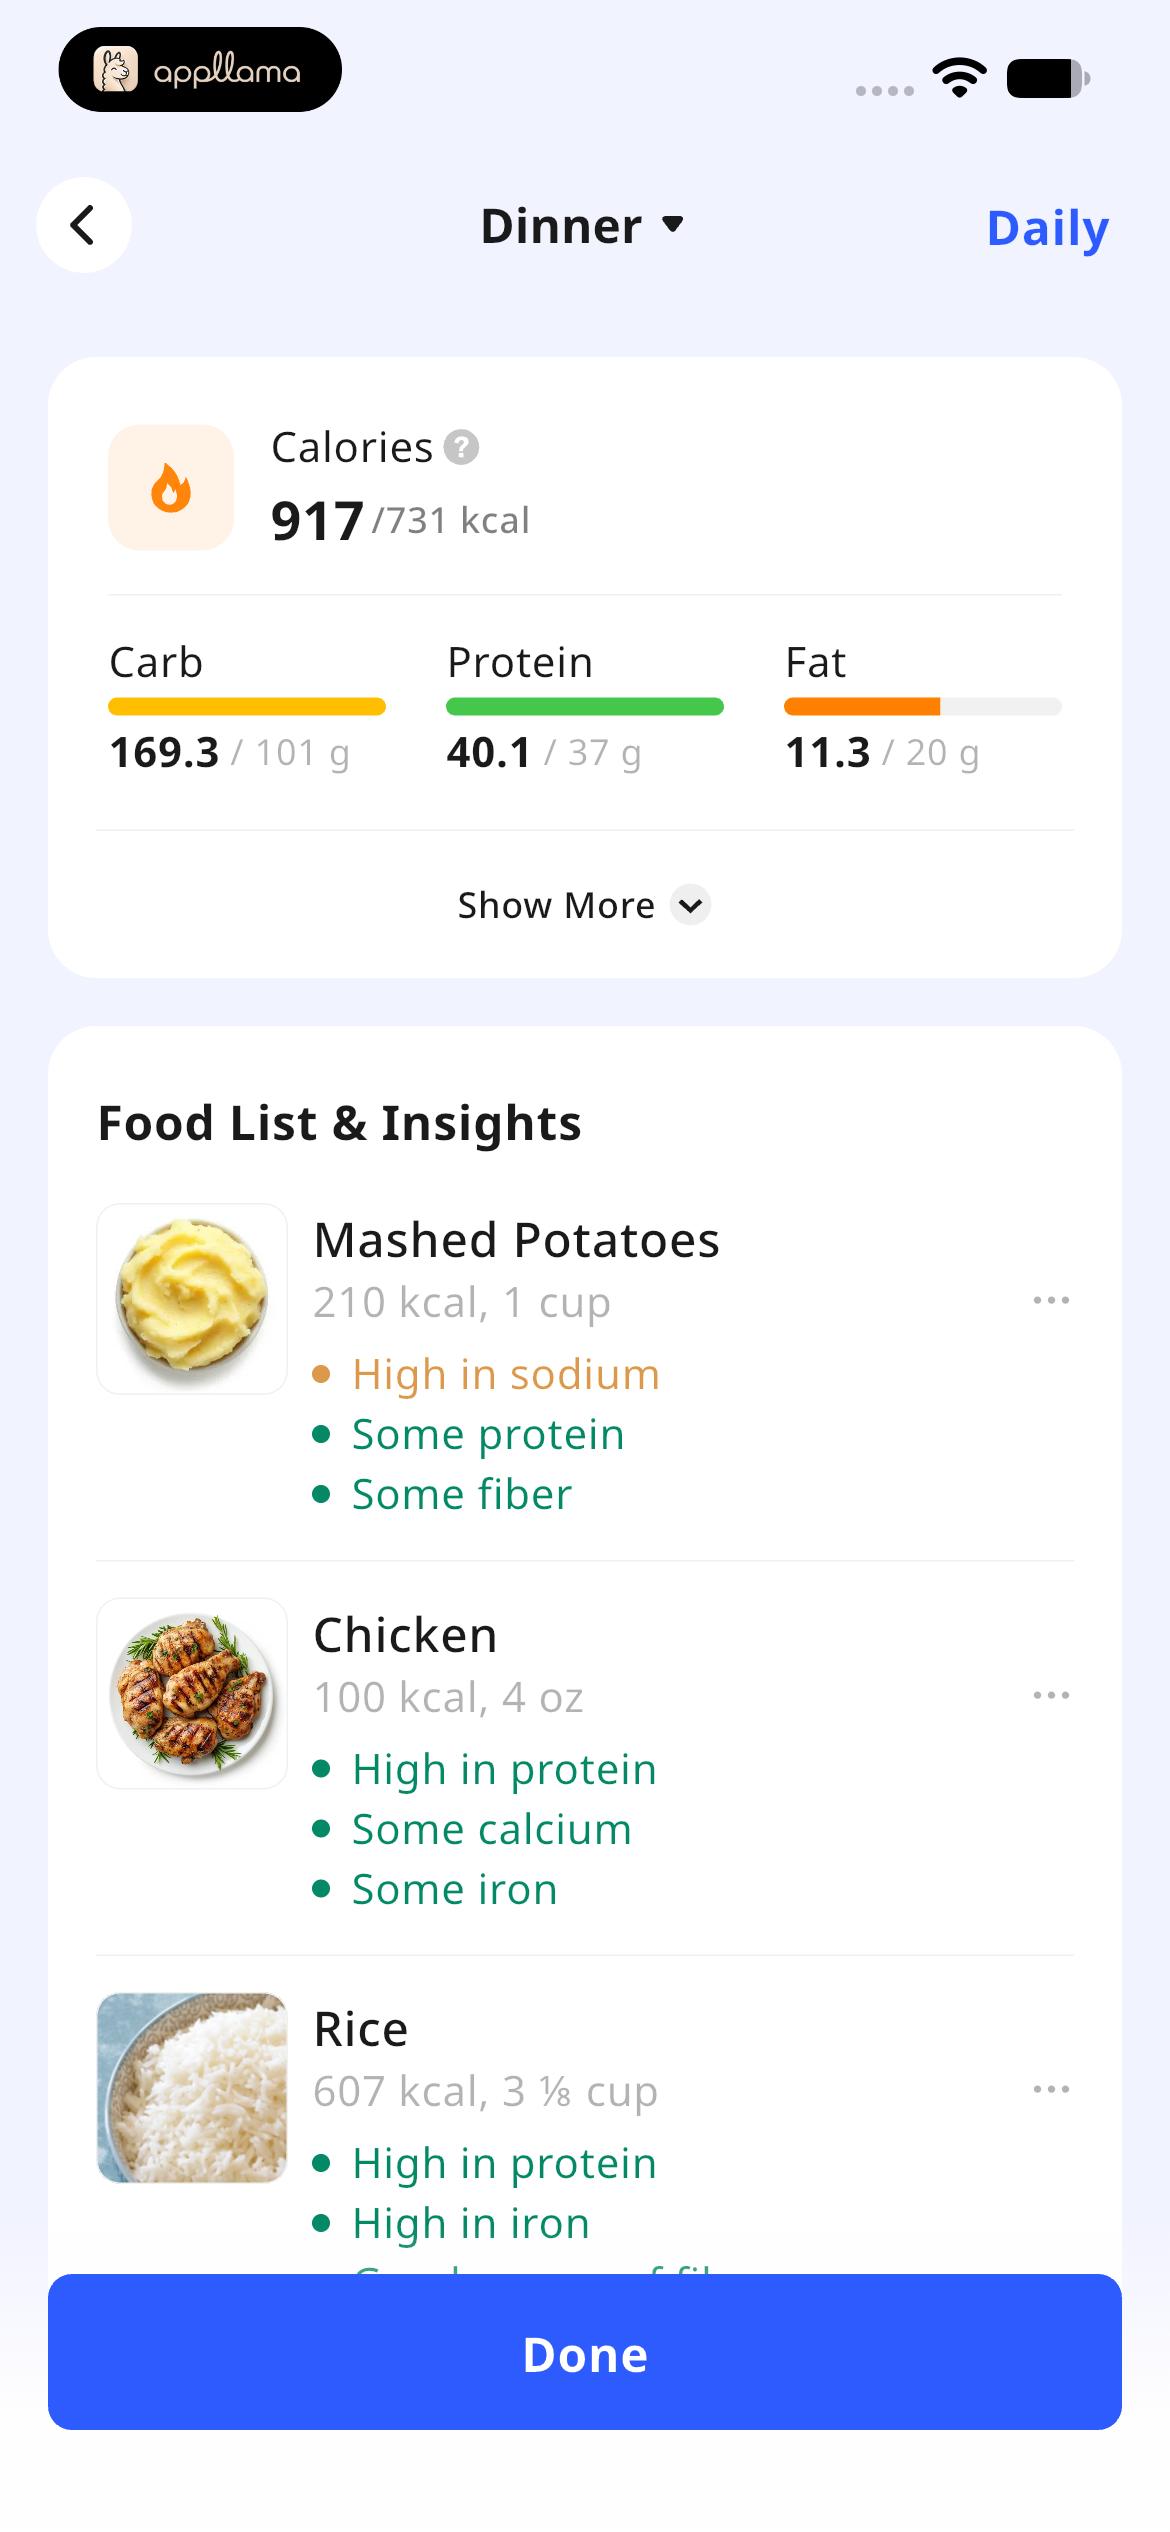 appllama
Dinner
Daily
Calories ?
917 /731 kcal
Carb
Protein
Fat
169.3 / 101 g
40.1 / 37 g
11.3 / 20 g
Show More
Food List & Insights
Mashed Potatoes
210 kcal, 1 cup
High in sodium
Some protein
Some fiber
Chicken
100 kcal, 4 oz
High in protein
Some calcium
Some iron
Rice
607 kcal, 3 ⅛ cup
High in protein
High in iron
Done